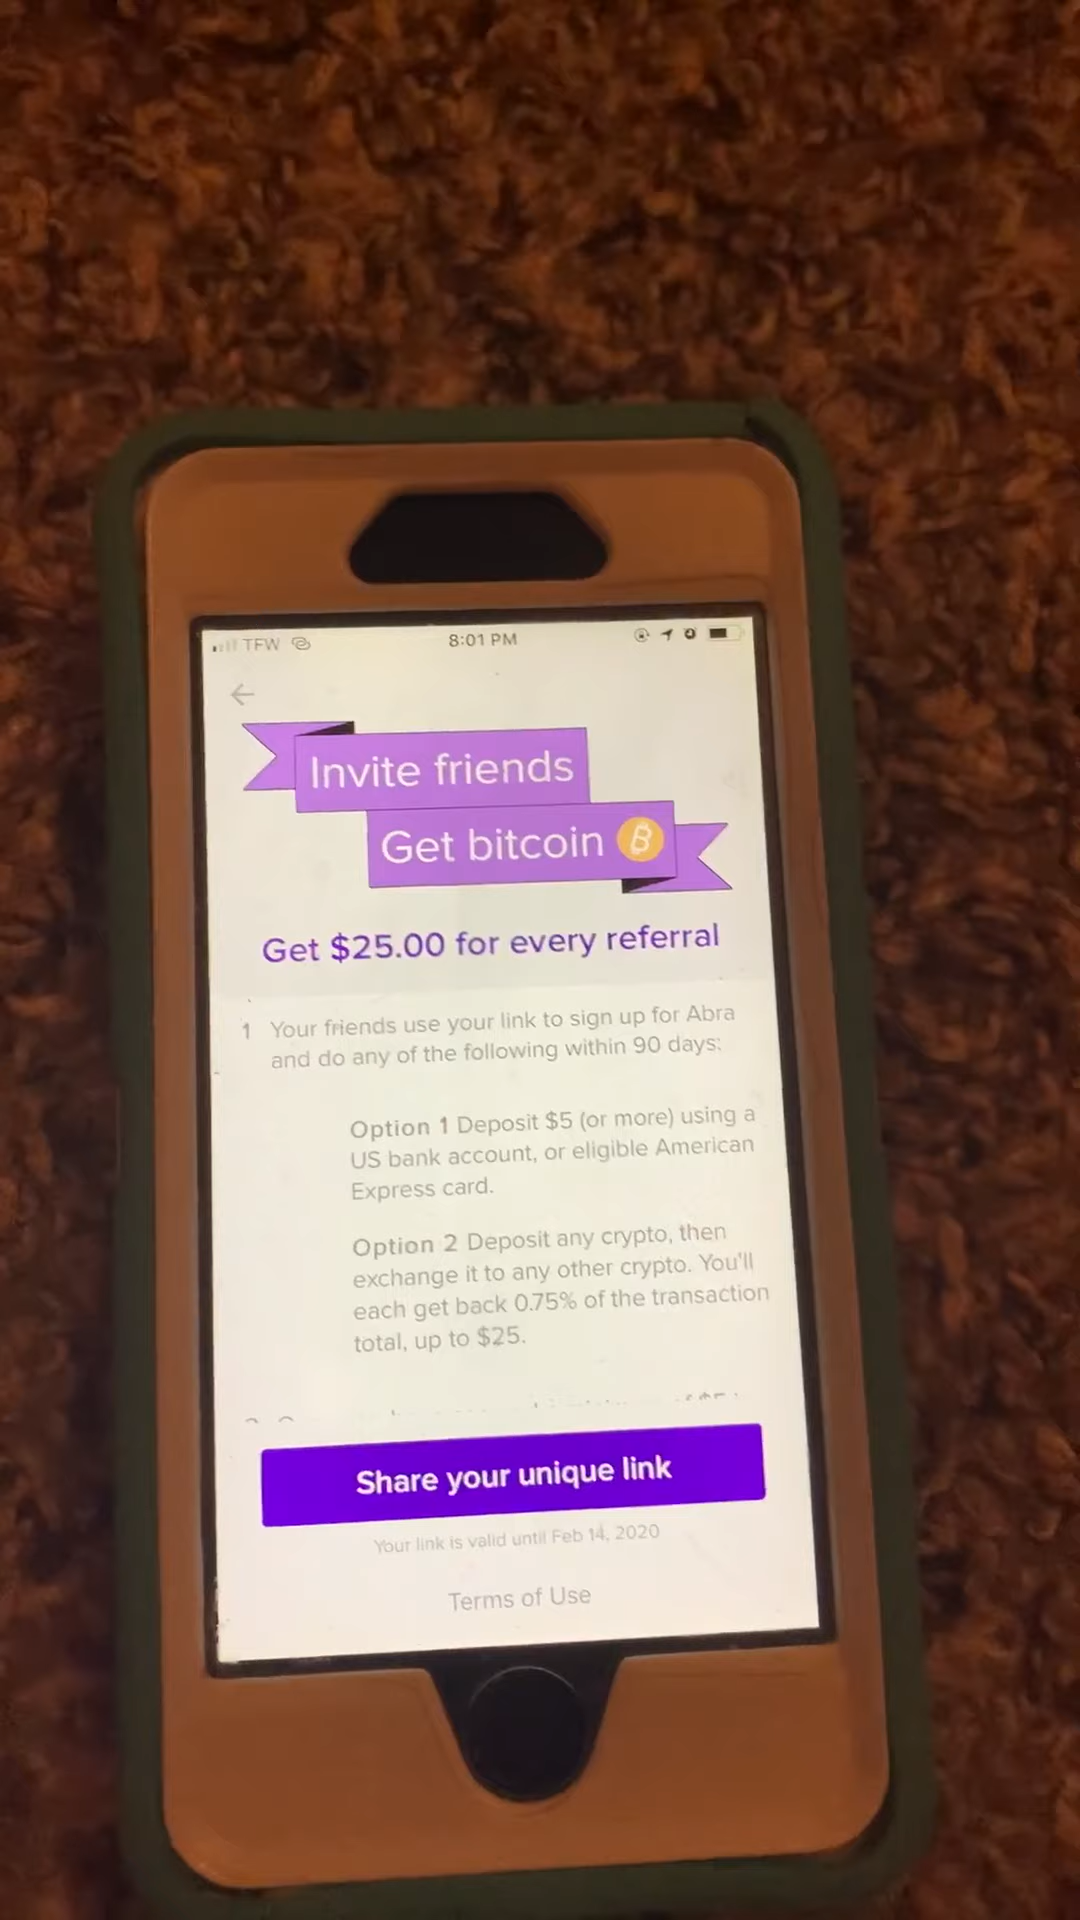 TFW
8:01 PM
Invite friends
Get bitcoin
Get $25.00 for every referral
1 Your friends use your link to sign up for Abra
and do any of the following within 90 days:
Option 1 Deposit $5 (or more) using a
US bank account, or eligible American
Express card.
Option 2 Deposit any crypto, then
exchange it to any other crypto. You'll
each get back 0.75% of the transaction
total, up to $25.
Share your unique link
Your link is valid until Feb 14, 2020
Terms of Use